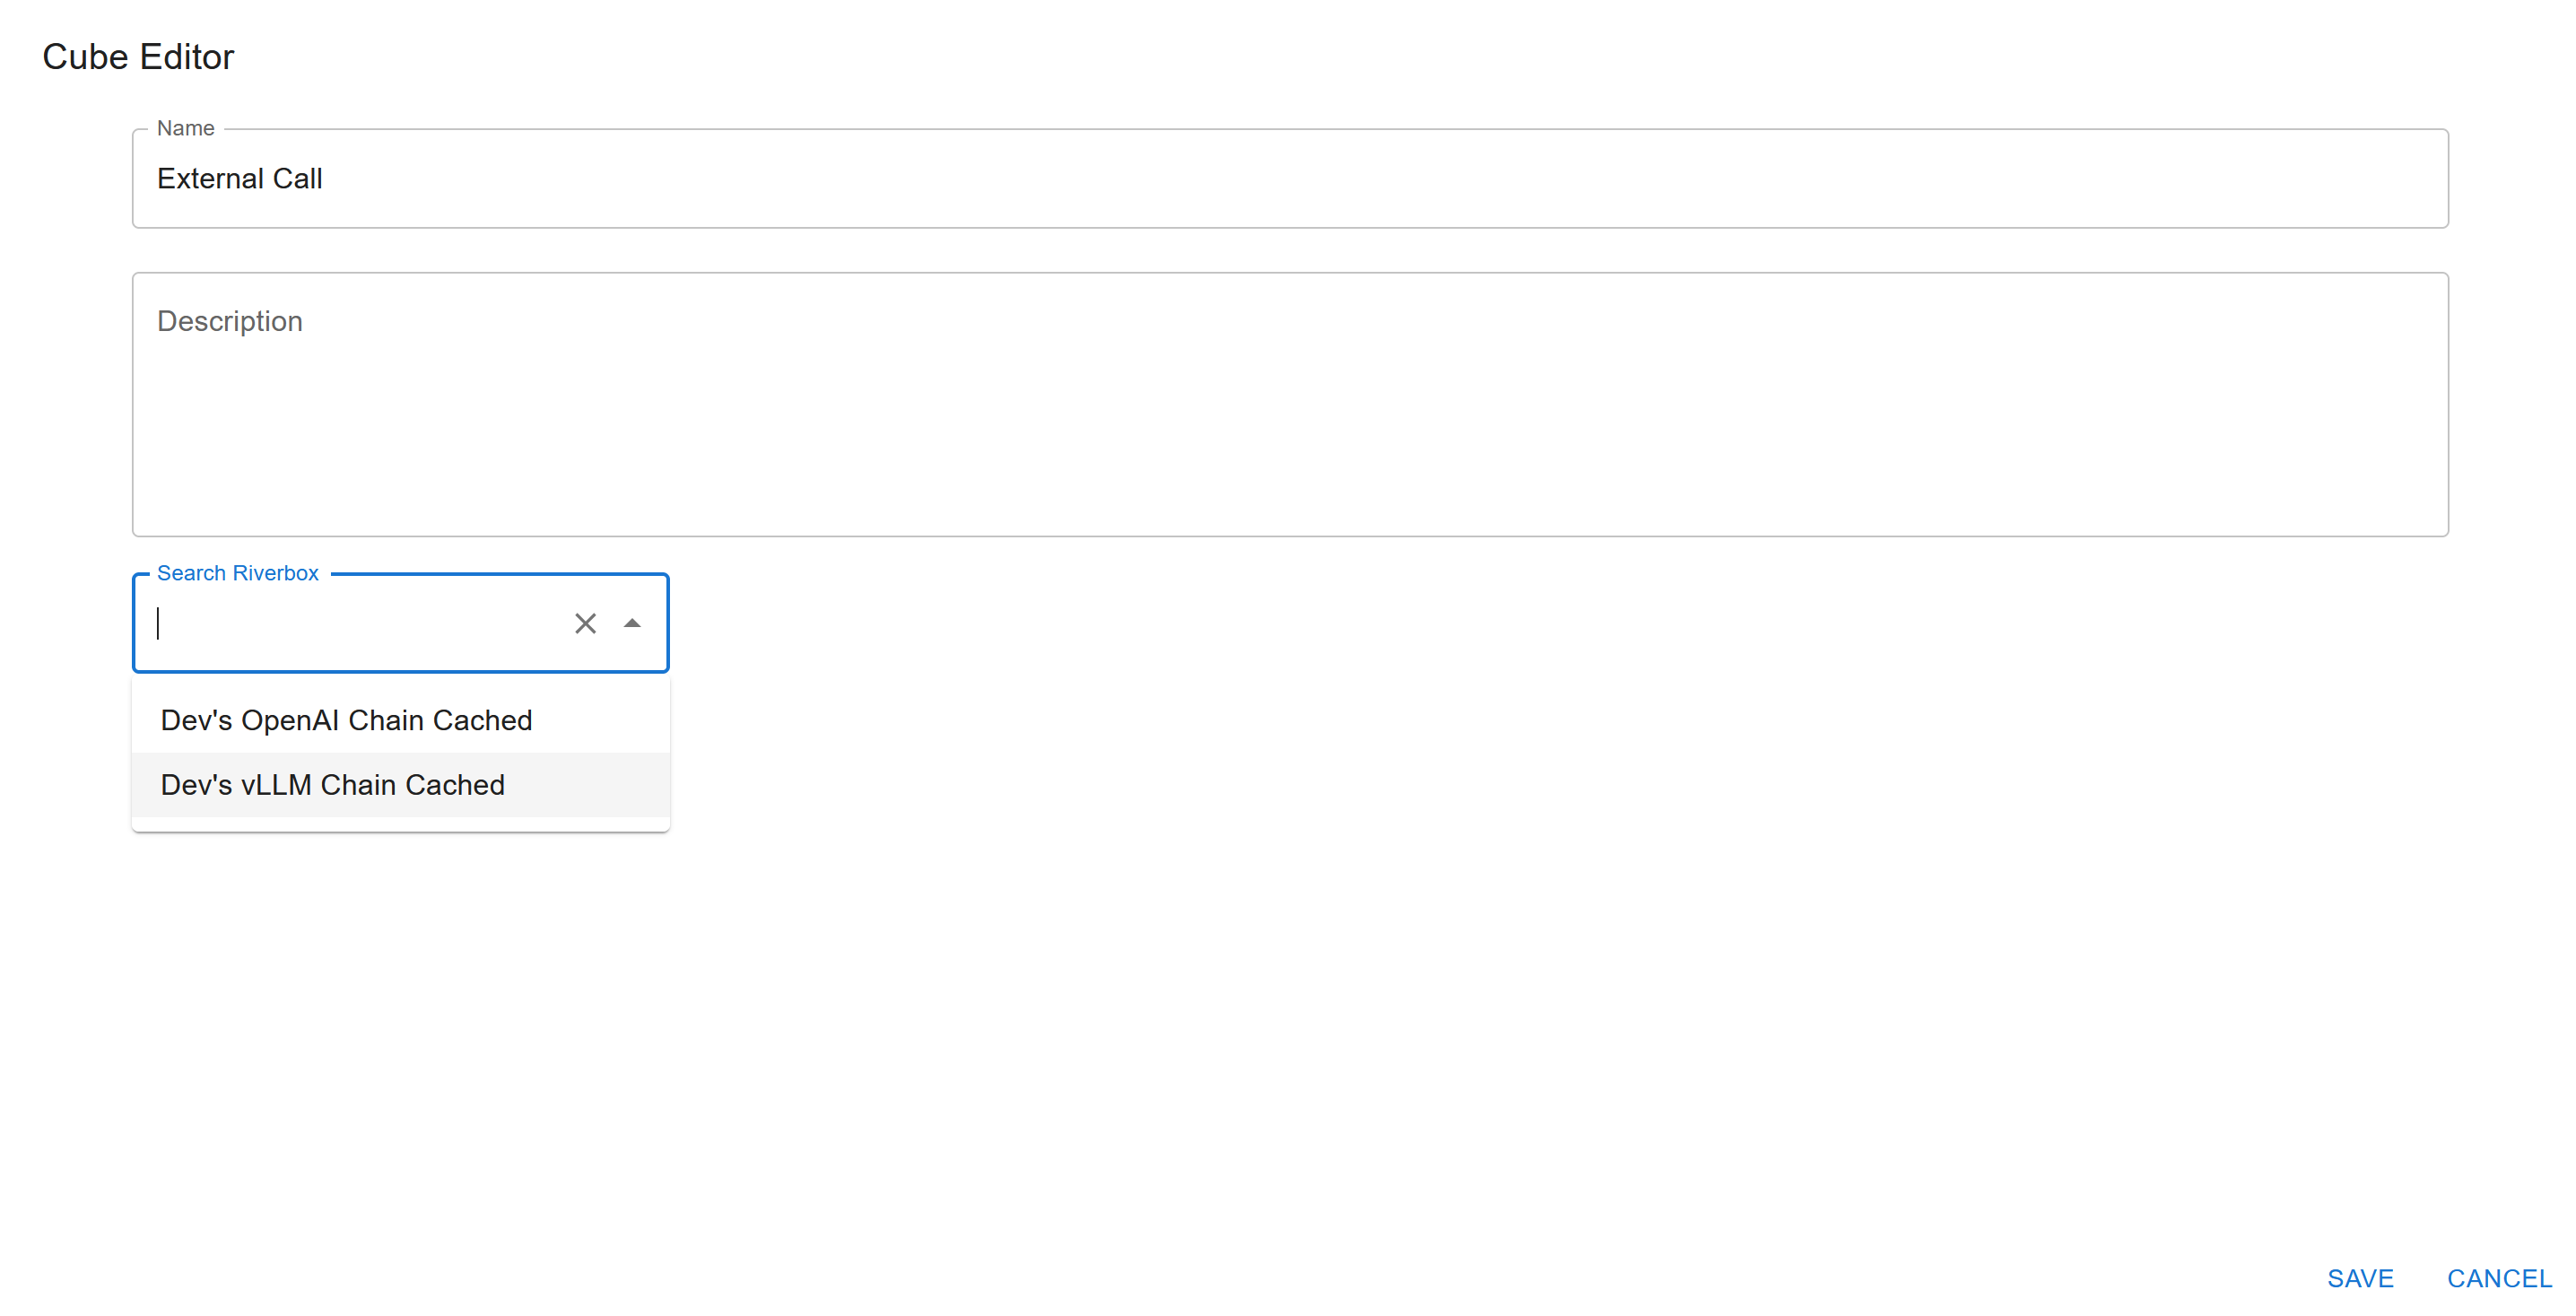 Cube Editor
Name
External Call
Description
Search Riverbox
Dev's OpenAI Chain Cached
Dev's vLLM Chain Cached
SAVE CANCEL